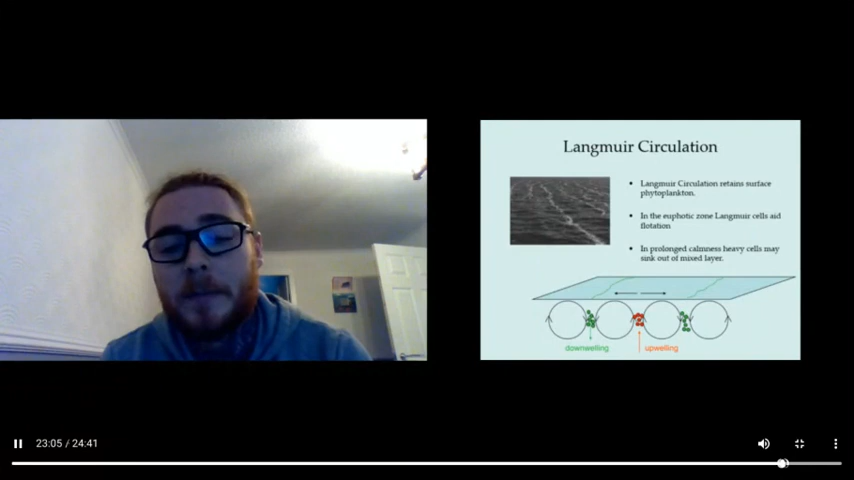 Langmuir Circulation
• Langmuir Circulation retains surface
phytoplankton.
• In the euphotic zone Langmuir cells aid
flotation
• In prolonged calmness heavy cells may
sink out of mixed layer.
downwelling
upwelling
23:05 / 24:41